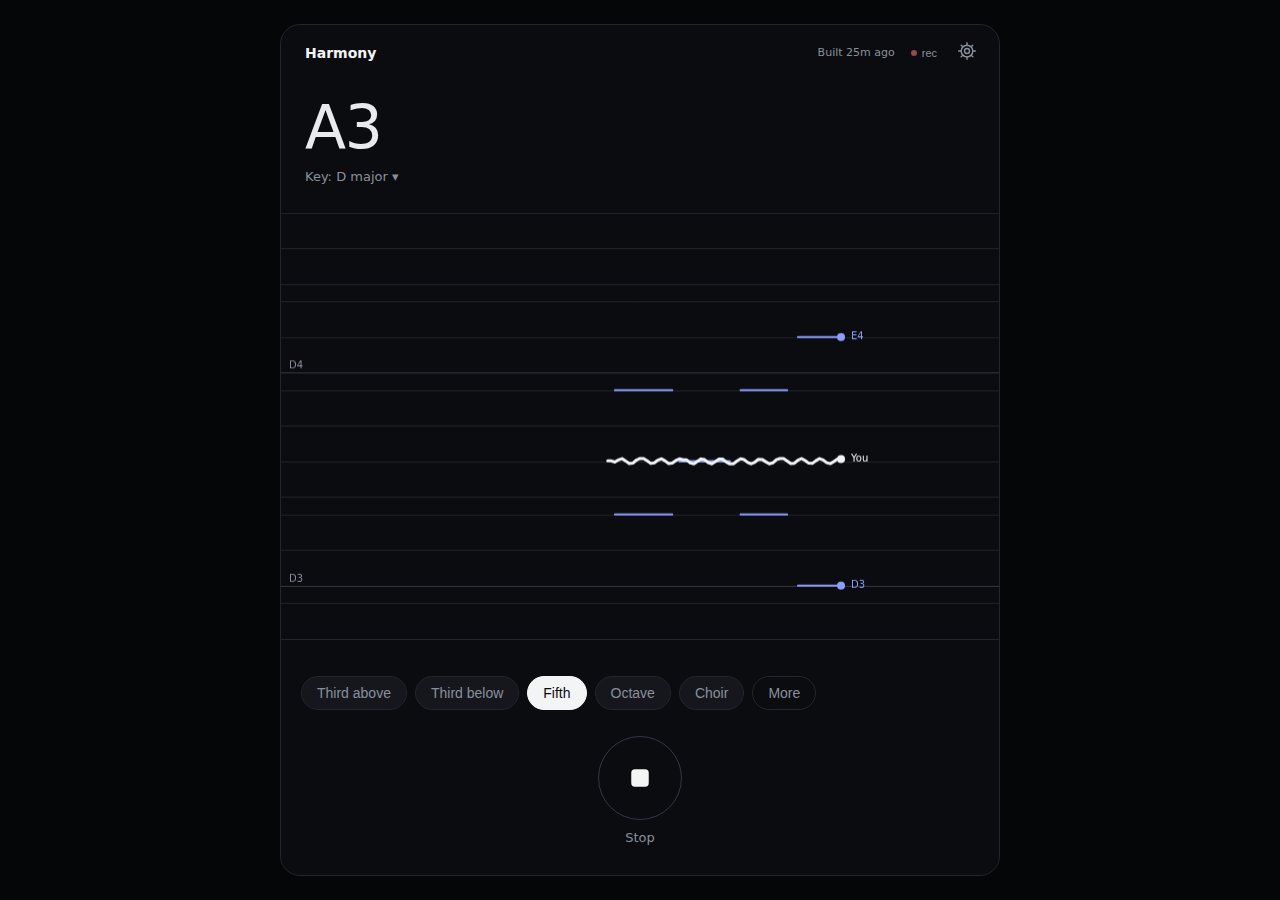 Harmony
Built 25m ago
rec
A3
Key: D major ▾
E4
D4
You
D3
D3
Third above
Third below
Fifth
Octave
Choir
More
Stop